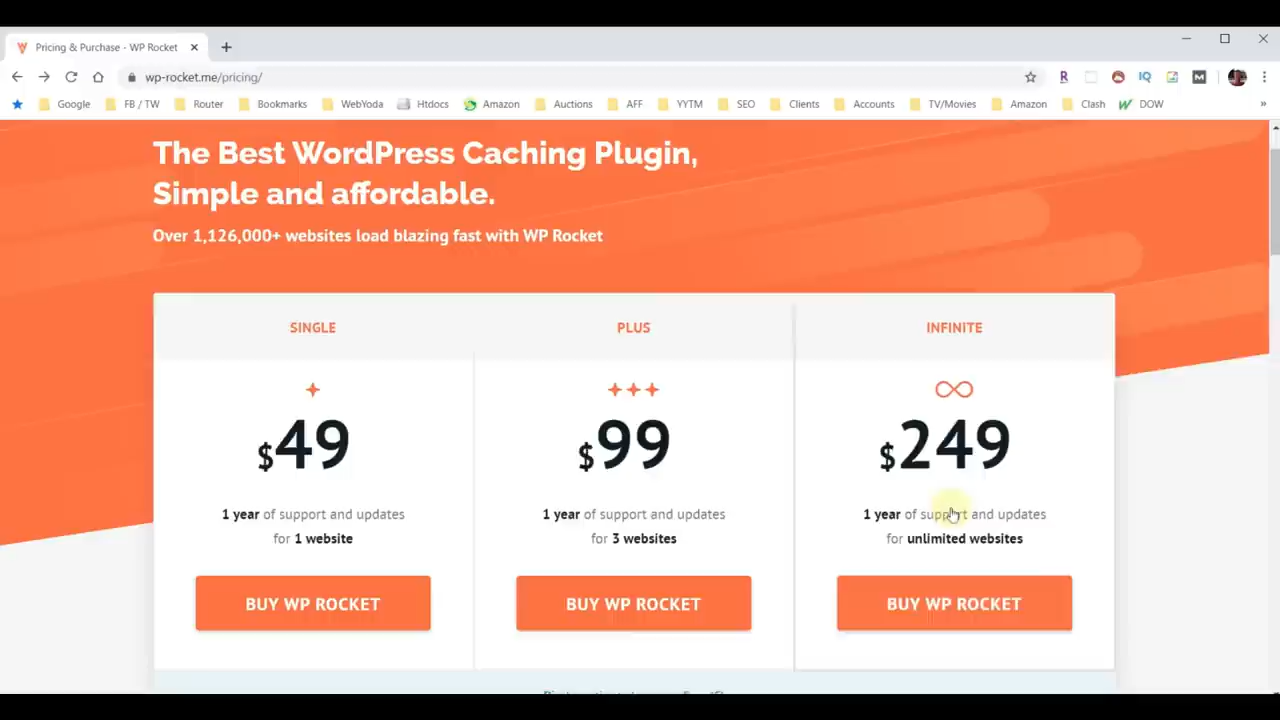 Pricing & Purchase - WP Rocket
wp-rocket.me/pricing/
Google FB / TW Router Bookmarks WebYoda Htdocs Amazon Auctions AFF YYTM SEO Clients Accounts TV/Movies Amazon Clash DOW
The Best WordPress Caching Plugin,
Simple and affordable.
Over 1,126,000+ websites load blazing fast with WP Rocket
SINGLE
$49
1 year of support and updates
for 1 website
BUY WP ROCKET
PLUS
$99
1 year of support and updates
for 3 websites
BUY WP ROCKET
INFINITE
$249
1 year of support and updates
for unlimited websites
BUY WP ROCKET